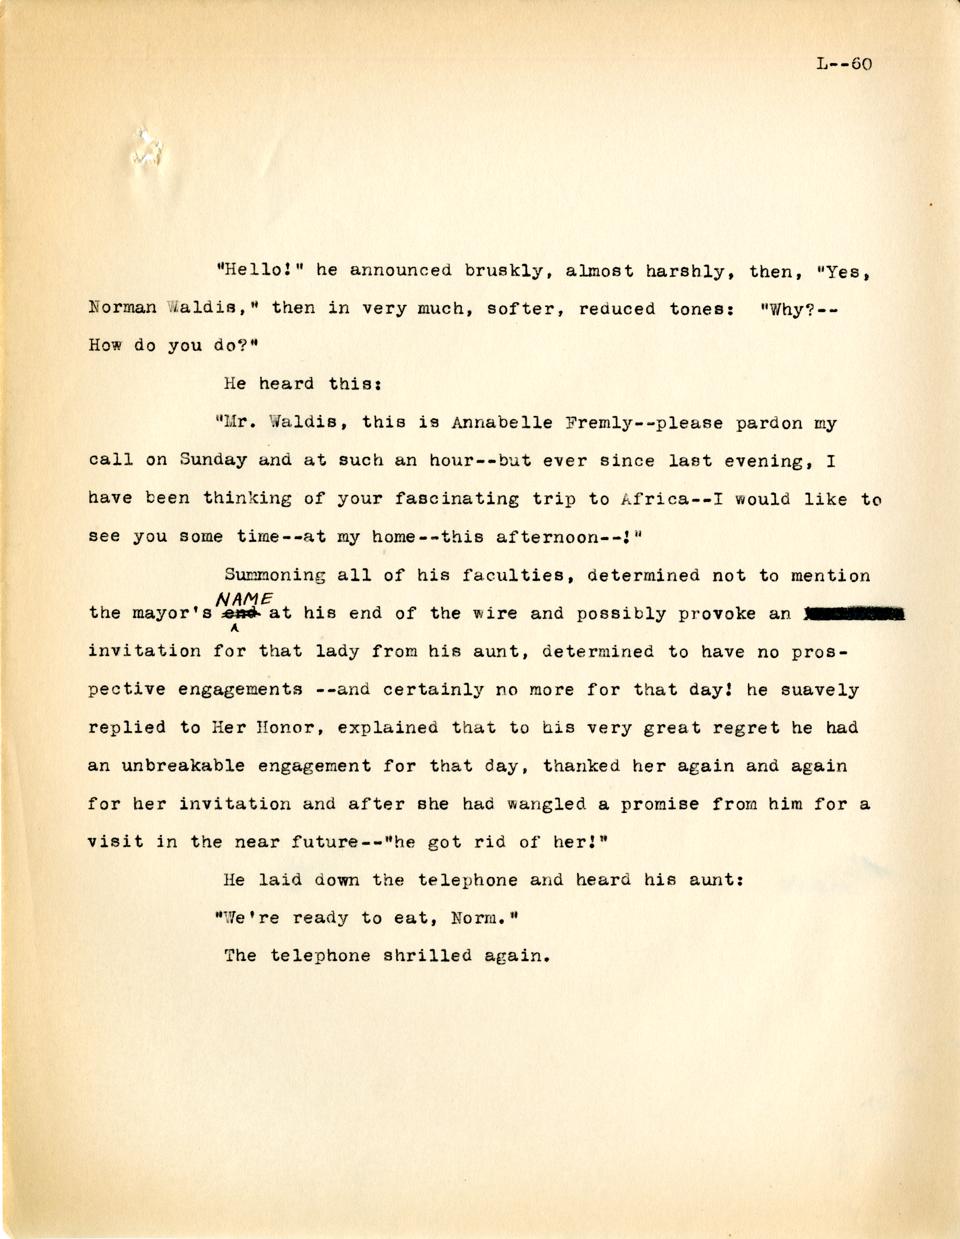 L--60
"Hello!" he announced bruskly, almost harshly, then, "Yes,
Norman Waldis," then in very much, softer, reduced tones:  "Why?--
How do you do?"
He heard this:
"Mr. Waldis, this is Annabelle Fremly--please pardon my
call on Sunday and at such an hour--but ever since last evening, I
have been thinking of your fascinating trip to Africa--I would like to
see you some time--at my home--this afternoon--!"
Summoning all of his faculties, determined not to mention
NAME
the mayor's end at his end of the wire and possibly provoke an
invitation for that lady from his aunt, determined to have no pros-
pective engagements --and certainly no more for that day! he suavely
replied to Her Honor, explained that to his very great regret he had
an unbreakable engagement for that day, thanked her again and again
for her invitation and after she had wangled a promise from him for a
visit in the near future--"he got rid of her!"
He laid down the telephone and heard his aunt:
"We're ready to eat, Norm."
The telephone shrilled again.